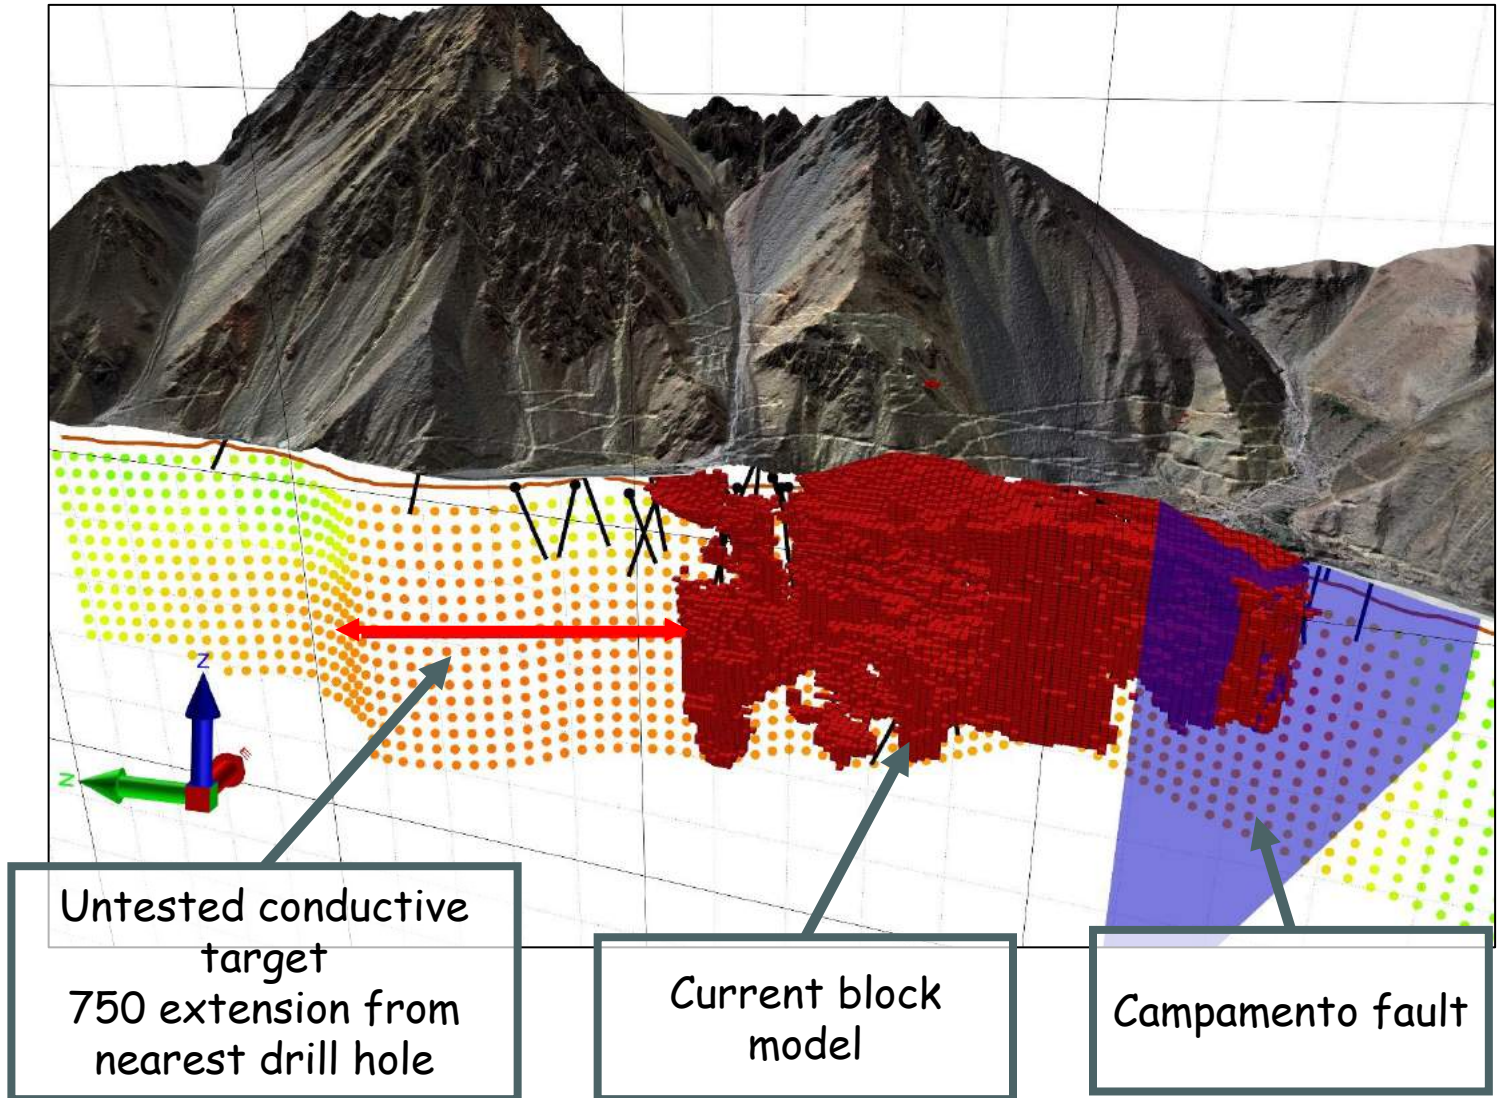 Z
N
E
Untested conductive
target
750 extension from
nearest drill hole
Current block
model
Campamento fault